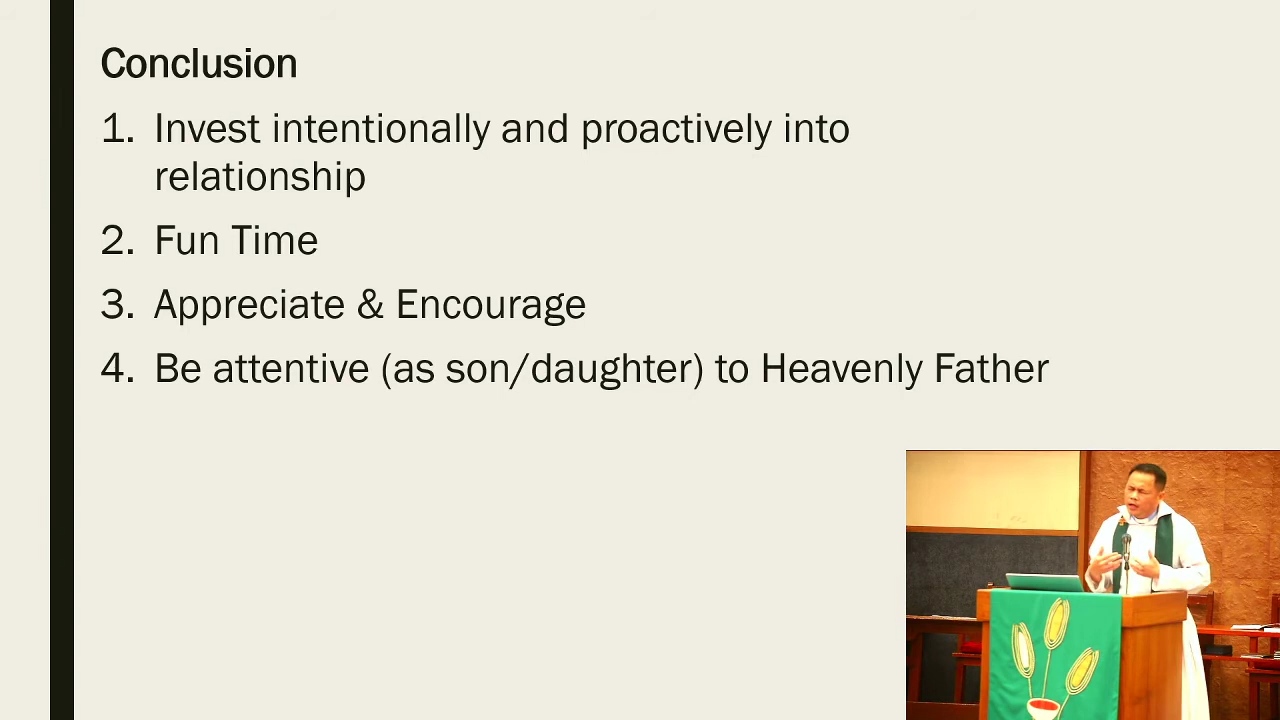 Conclusion
1. Invest intentionally and proactively into
relationship
2. Fun Time
3. Appreciate & Encourage
4. Be attentive (as son/daughter) to Heavenly Father